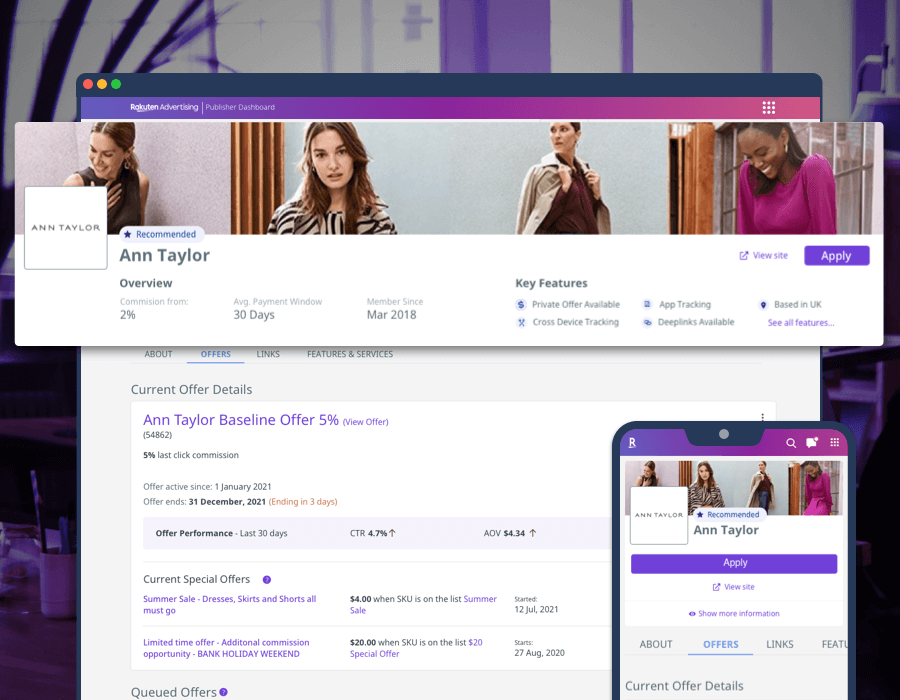 Rakuten Advertising | Publisher Dashboard
ANN TAYLOR
Recommended
Ann Taylor
View site
Apply
Overview
Commision from:
2%
Avg. Payment Window
30 Days
Member Since
Mar 2018
Key Features
Private Offer Available
App Tracking
Based in UK
Cross Device Tracking
Deeplinks Available
See all features...
ABOUT OFFERS LINKS FEATURES & SERVICES
Current Offer Details
Ann Taylor Baseline Offer 5% (View Offer)
(54862)
5% last click commission
Offer active since: 1 January 2021
Offer ends: 31 December, 2021 (Ending in 3 days)
Offer Performance - Last 30 days CTR 4.7%↑ AOV $4.34 ↑
Current Special Offers ?
Summer Sale - Dresses, Skirts and Shorts all
must go
$4.00 when SKU is on the list Summer
Sale
Started:
12 Jul, 2021
Limited time offer - Additonal commission
opportunity - BANK HOLIDAY WEEKEND
$20.00 when SKU is on the list $20
Special Offer
Starts:
27 Aug, 2020
Queued Offers ?
R
ANN TAYLOR
Recommended
Ann Taylor
Apply
View site
Show more information
ABOUT OFFERS LINKS FEATU
Current Offer Details